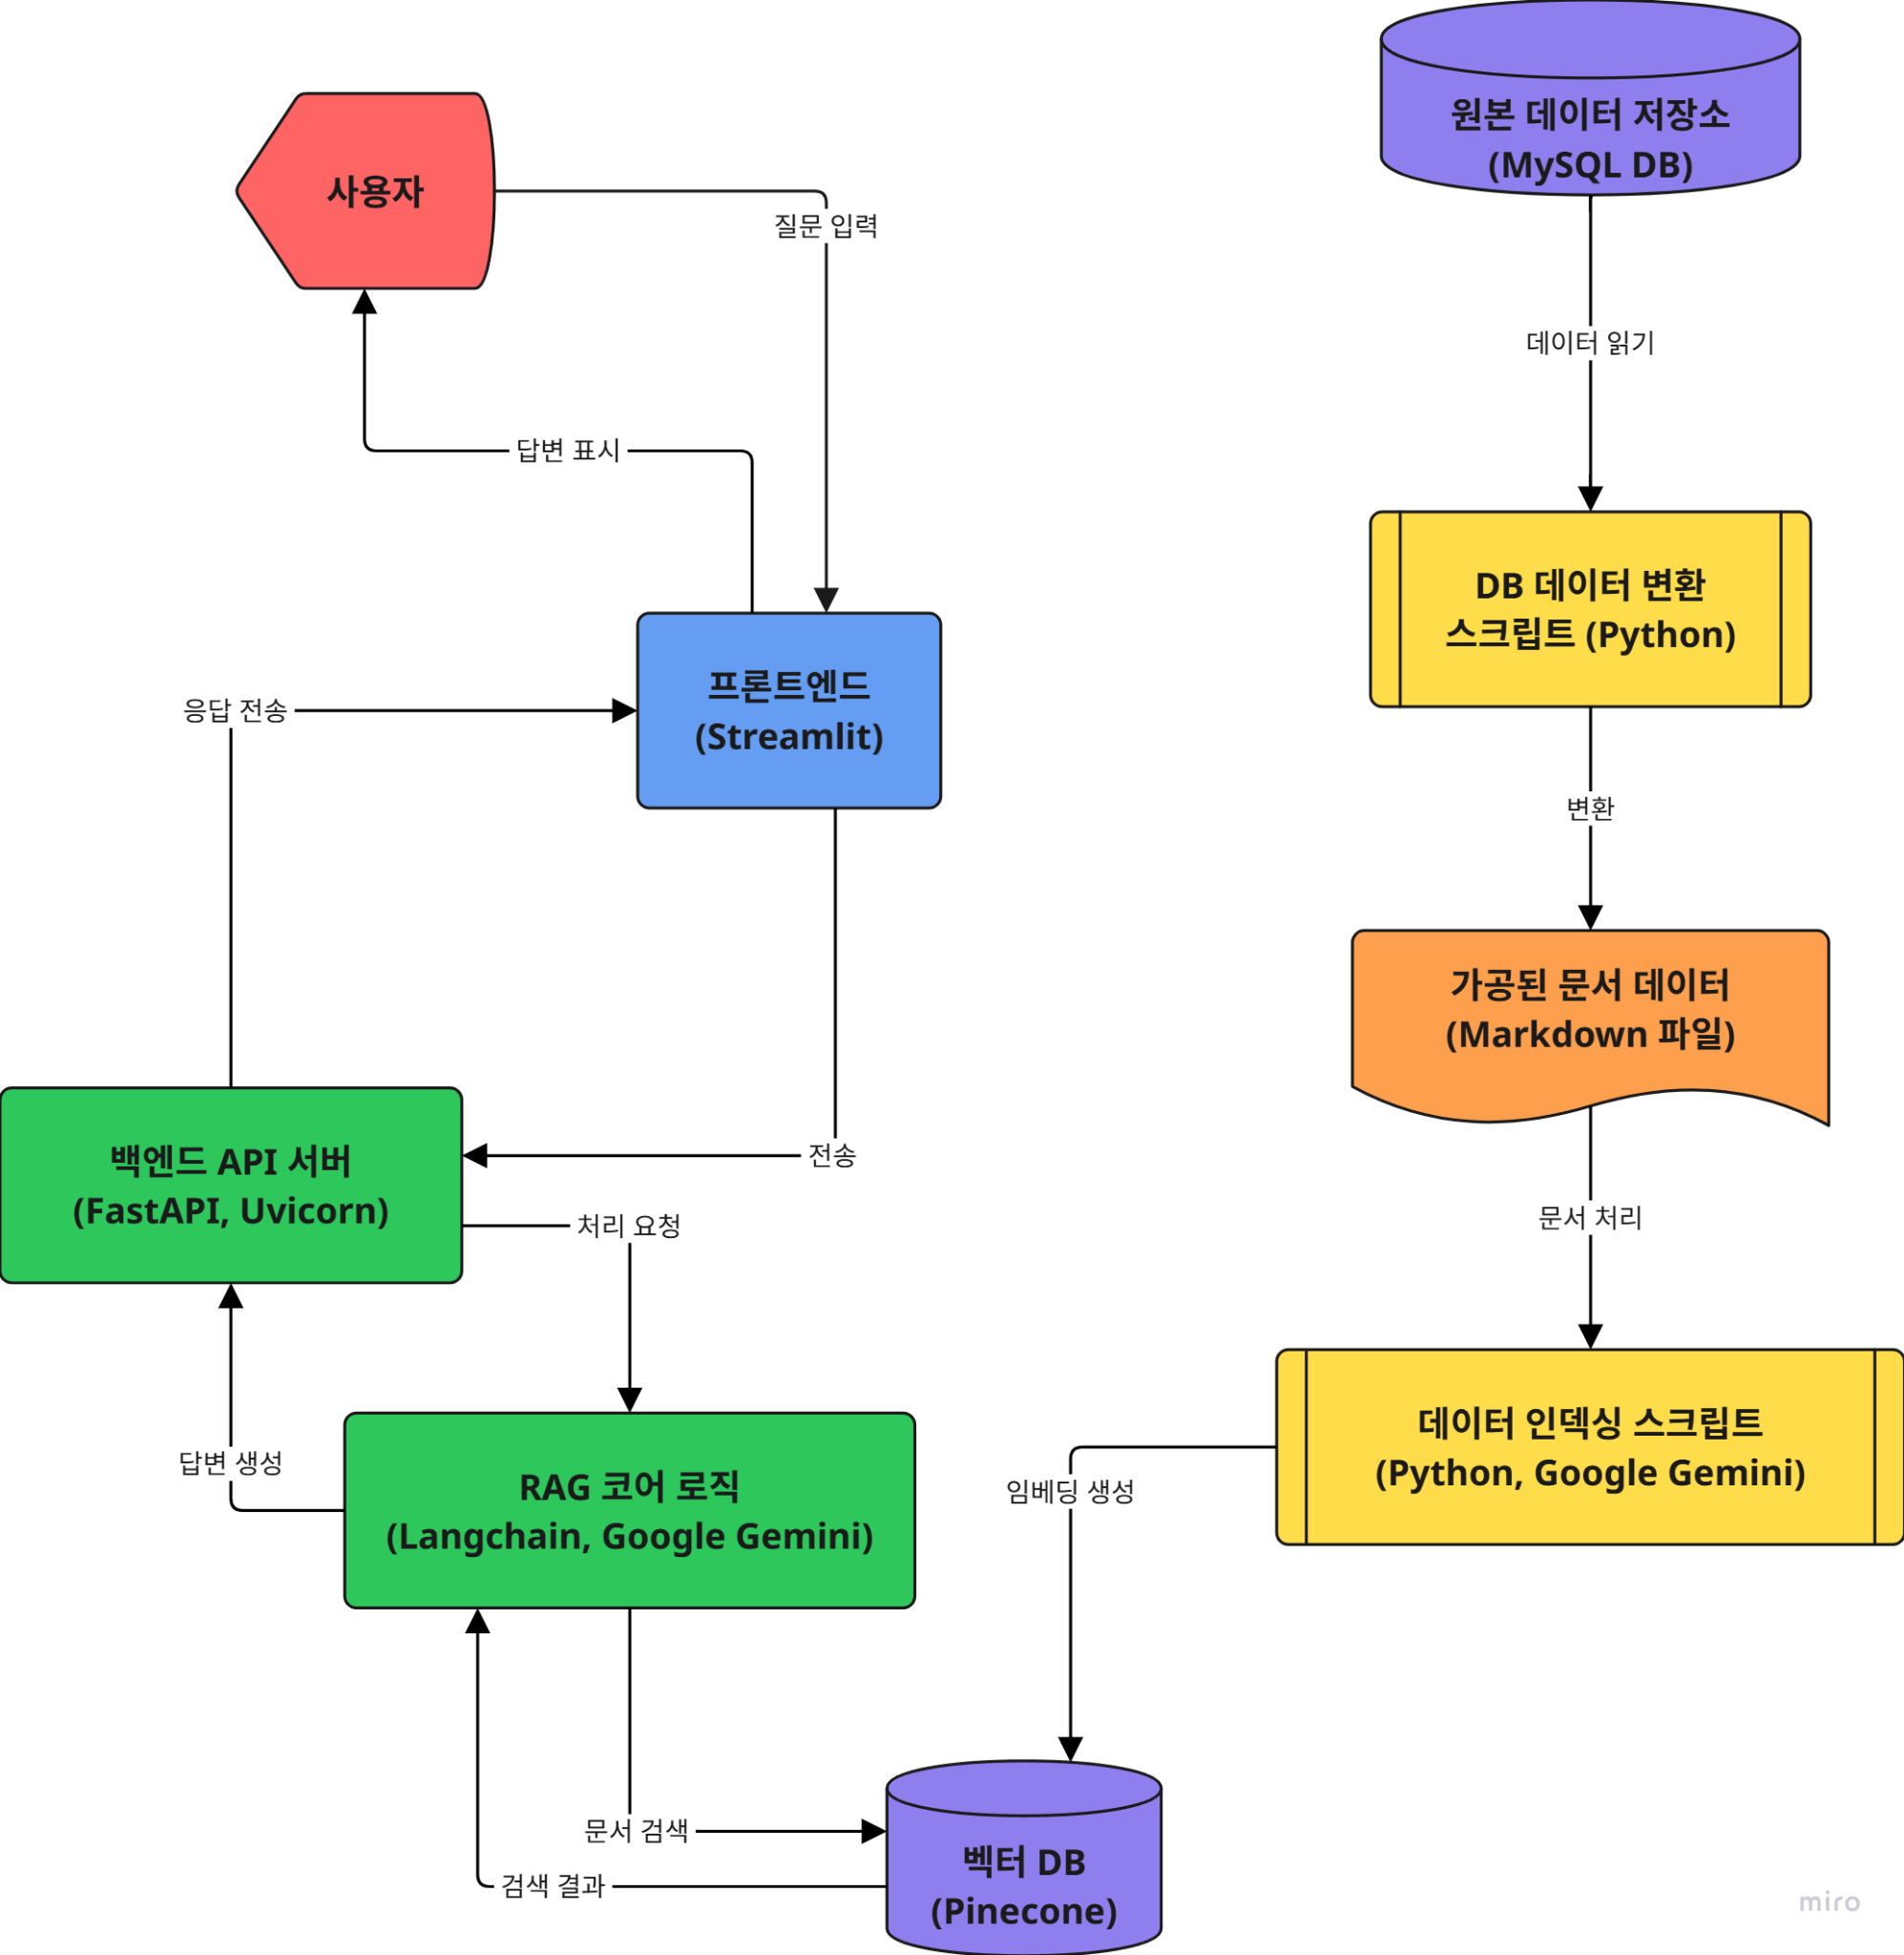 원본 데이터 저장소
(MySQL DB)
사용자
질문 입력
데이터 읽기
답변 표시
DB 데이터 변환
스크립트 (Python)
프론트엔드
(Streamlit)
응답 전송
변환
가공된 문서 데이터
(Markdown 파일)
백엔드 API 서버
(FastAPI, Uvicorn)
전송
처리 요청
문서 처리
데이터 인덱싱 스크립트
(Python, Google Gemini)
답변 생성
RAG 코어 로직
(Langchain, Google Gemini)
임베딩 생성
문서 검색
검색 결과
벡터 DB
(Pinecone)
miro